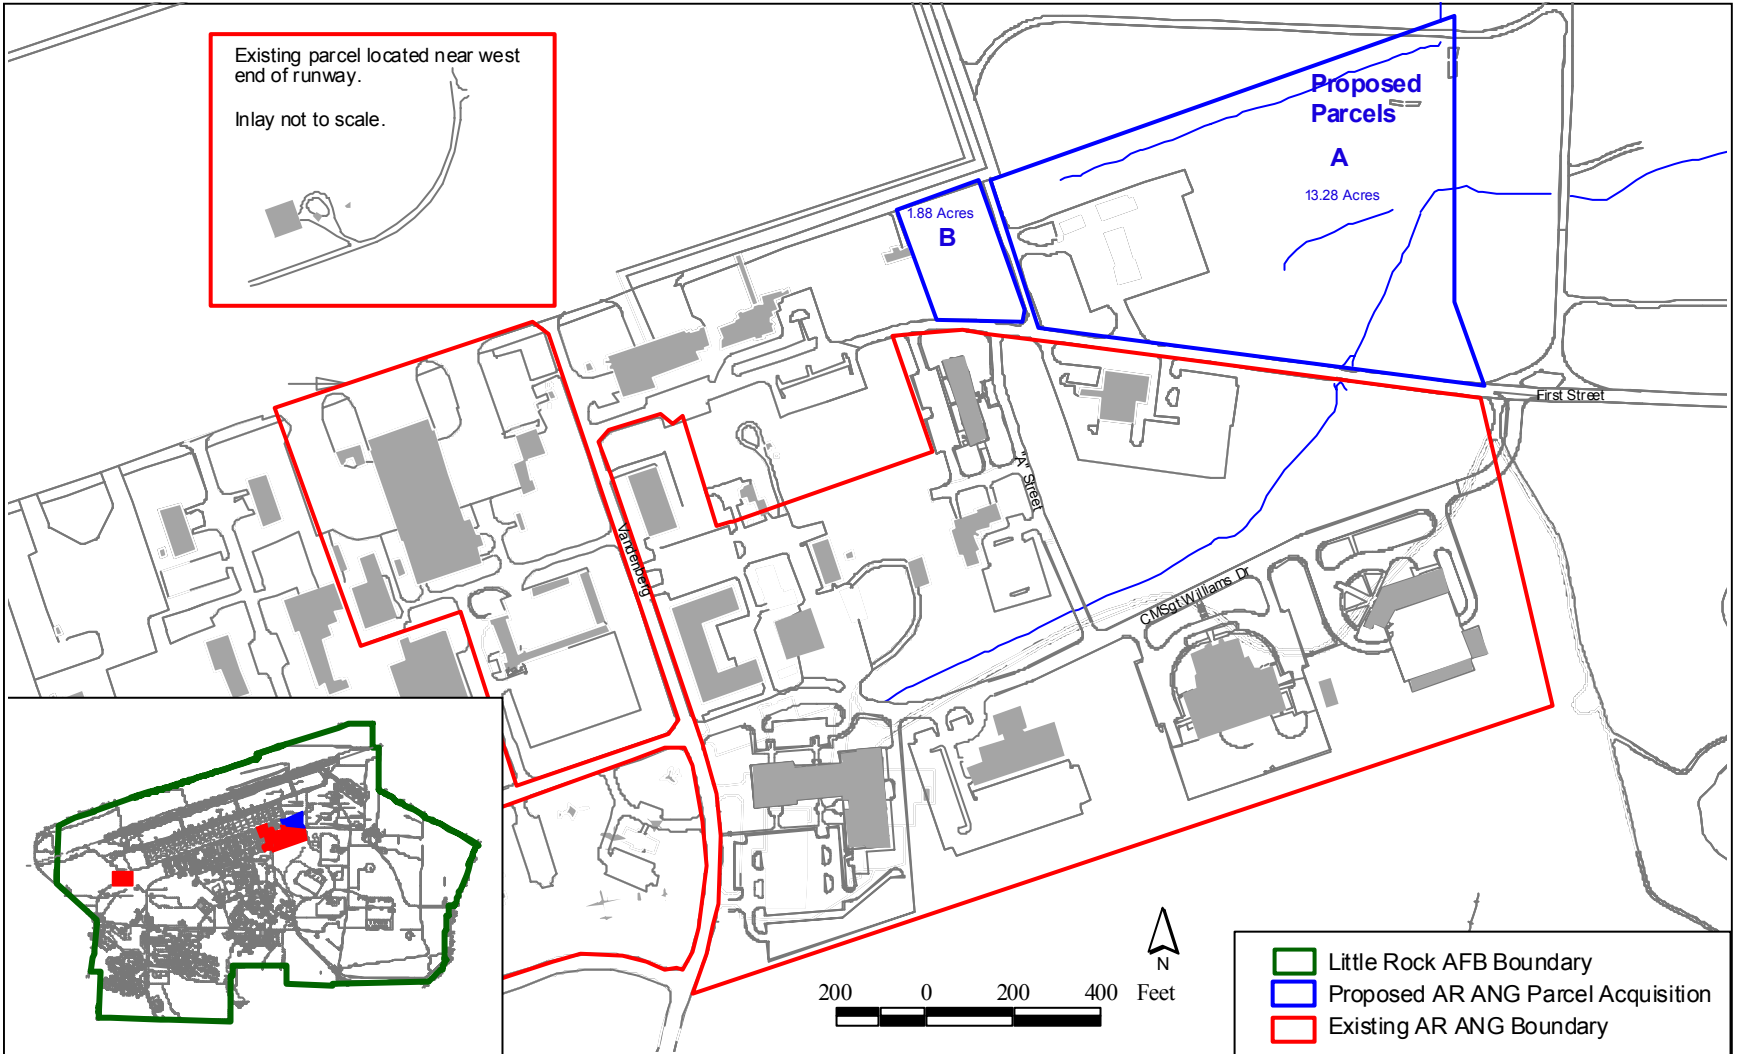 Existing parcel located near west
end of runway.
Inlay not to scale.
Proposed
Parcels
A
13.28 Acres
1.88 Acres
B
First Street
"A" Street
Vandenberg
CMSgt Williams Dr
N
200 0 200 400 Feet
Little Rock AFB Boundary
Proposed AR ANG Parcel Acquisition
Existing AR ANG Boundary